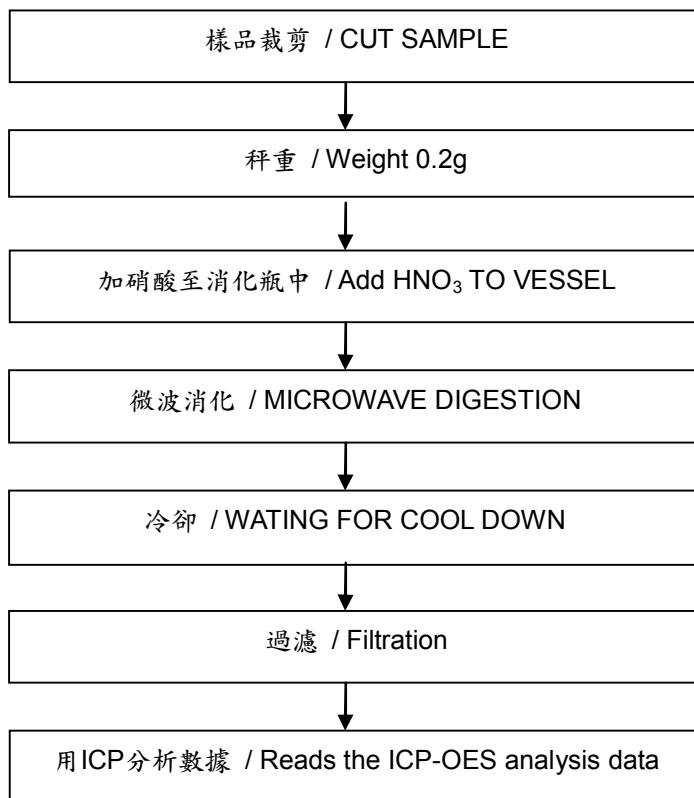 樣品裁剪 / CUT SAMPLE
秤重 / Weight 0.2g
加硝酸至消化瓶中 / Add HNO₃ TO VESSEL
微波消化 / MICROWAVE DIGESTION
冷卻 / WATING FOR COOL DOWN
過濾 / Filtration
用ICP分析數據 / Reads the ICP-OES analysis data